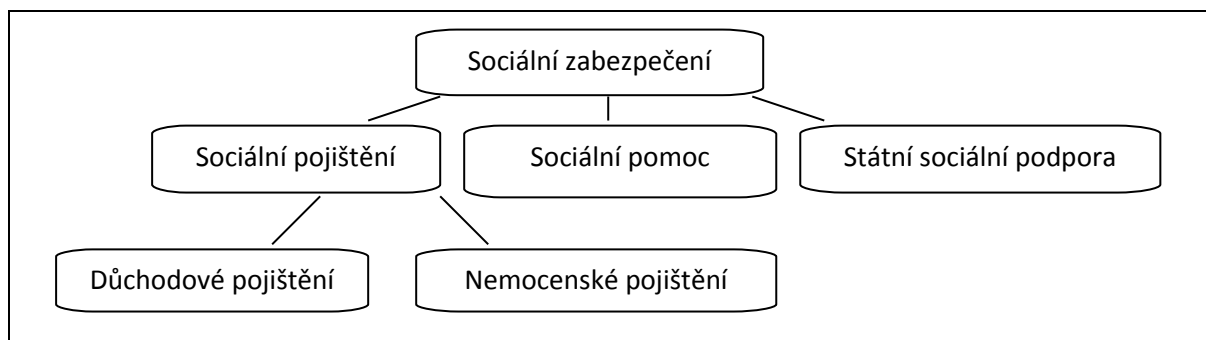 Sociální zabezpečení
Sociální pojištění
Sociální pomoc
Státní sociální podpora
Důchodové pojištění
Nemocenské pojištění